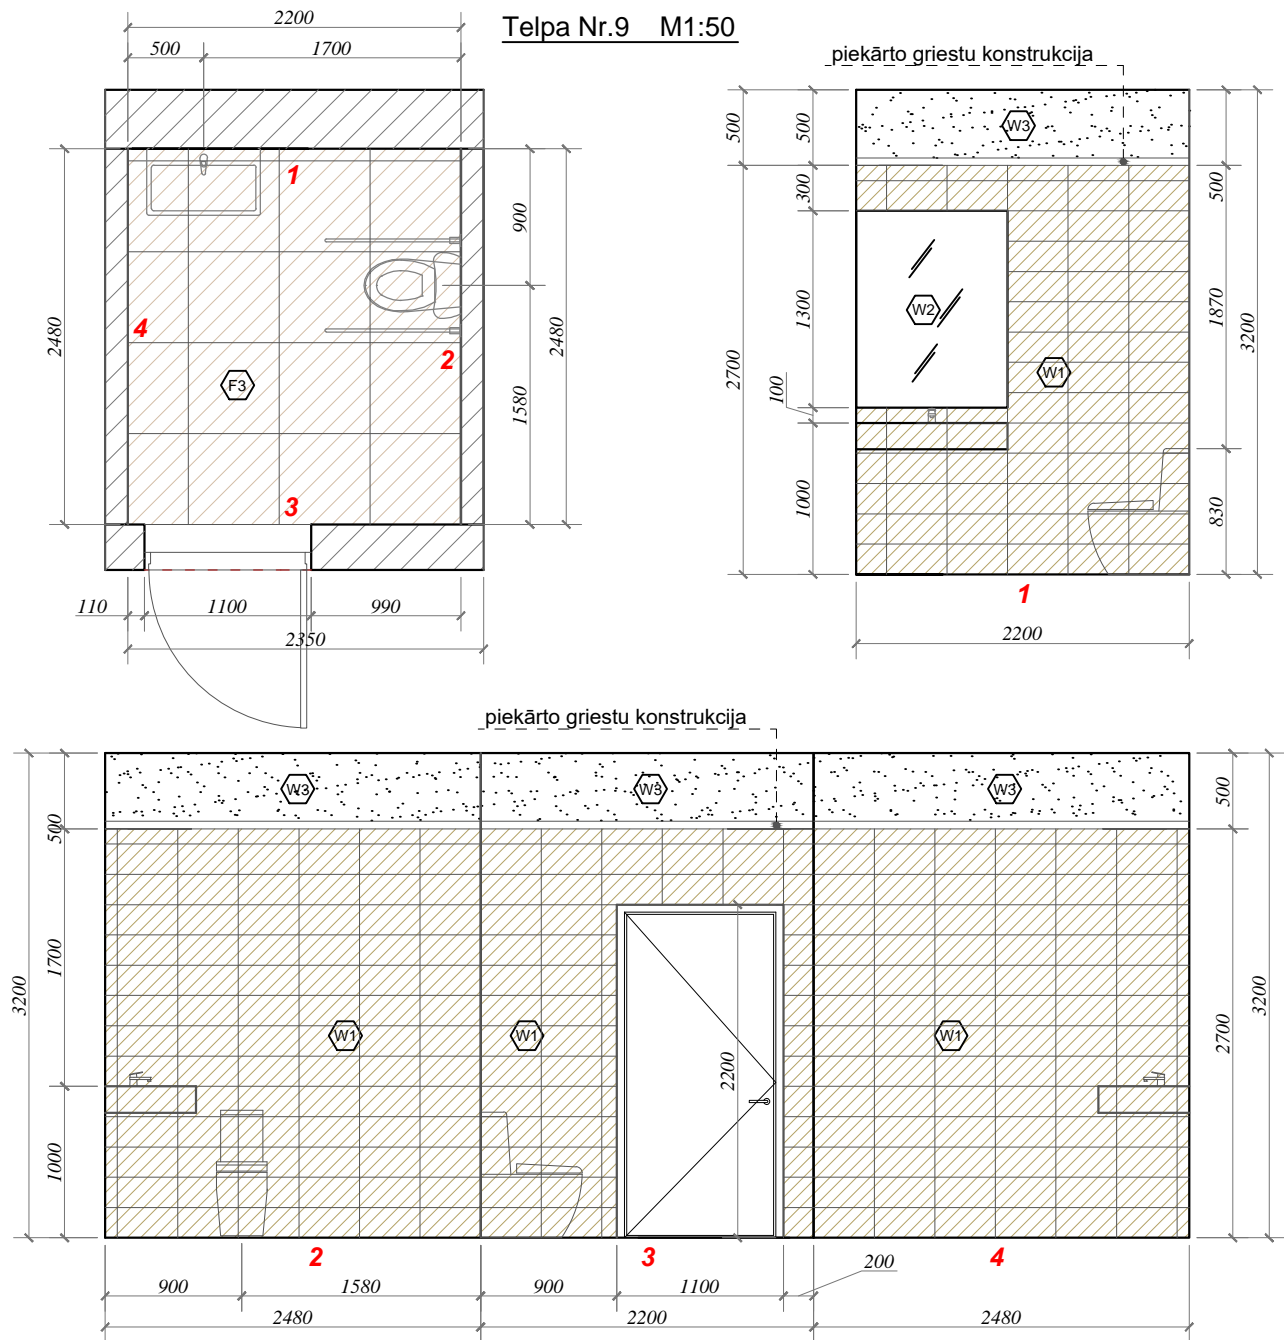 Telpa Nr.9 M1:50
2200
500 1700
1
2480
900
2480
4
2
F3
1580
3
110 1100 990
2350
piekārto griestu konstrukcija
500
500
W3
300
500
1300
W2
1870
3200
2700
W1
100
1000
830
1
2200
piekārto griestu konstrukcija
W3
W3
W3
500
500
1700
3200
W1
W1
W1
2700
3200
2200
1000
2
3
4
200
900 1580 900 1100
2480 2200 2480